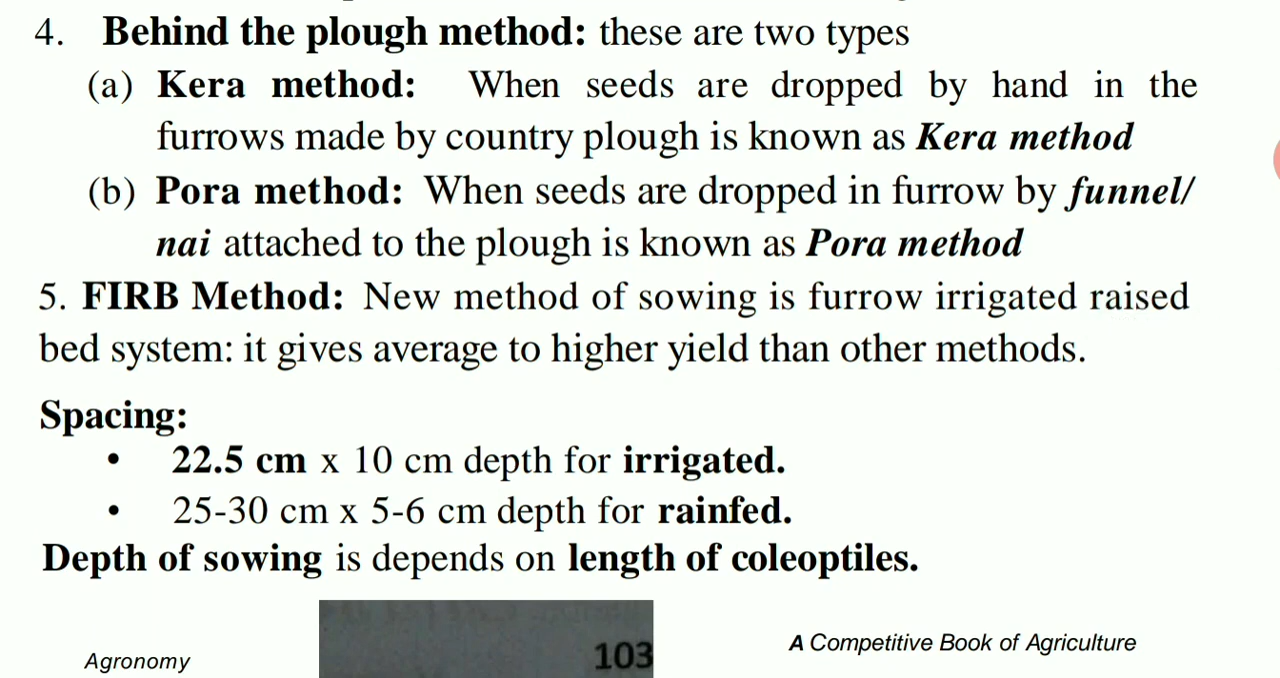 4. Behind the plough method: these are two types
(a) Kera method: When seeds are dropped by hand in the
furrows made by country plough is known as Kera method
(b) Pora method: When seeds are dropped in furrow by funnel/
nai attached to the plough is known as Pora method
5. FIRB Method: New method of sowing is furrow irrigated raised
bed system: it gives average to higher yield than other methods.
Spacing:
• 22.5 cm x 10 cm depth for irrigated.
• 25-30 cm x 5-6 cm depth for rainfed.
Depth of sowing is depends on length of coleoptiles.
Agronomy
103
A Competitive Book of Agriculture